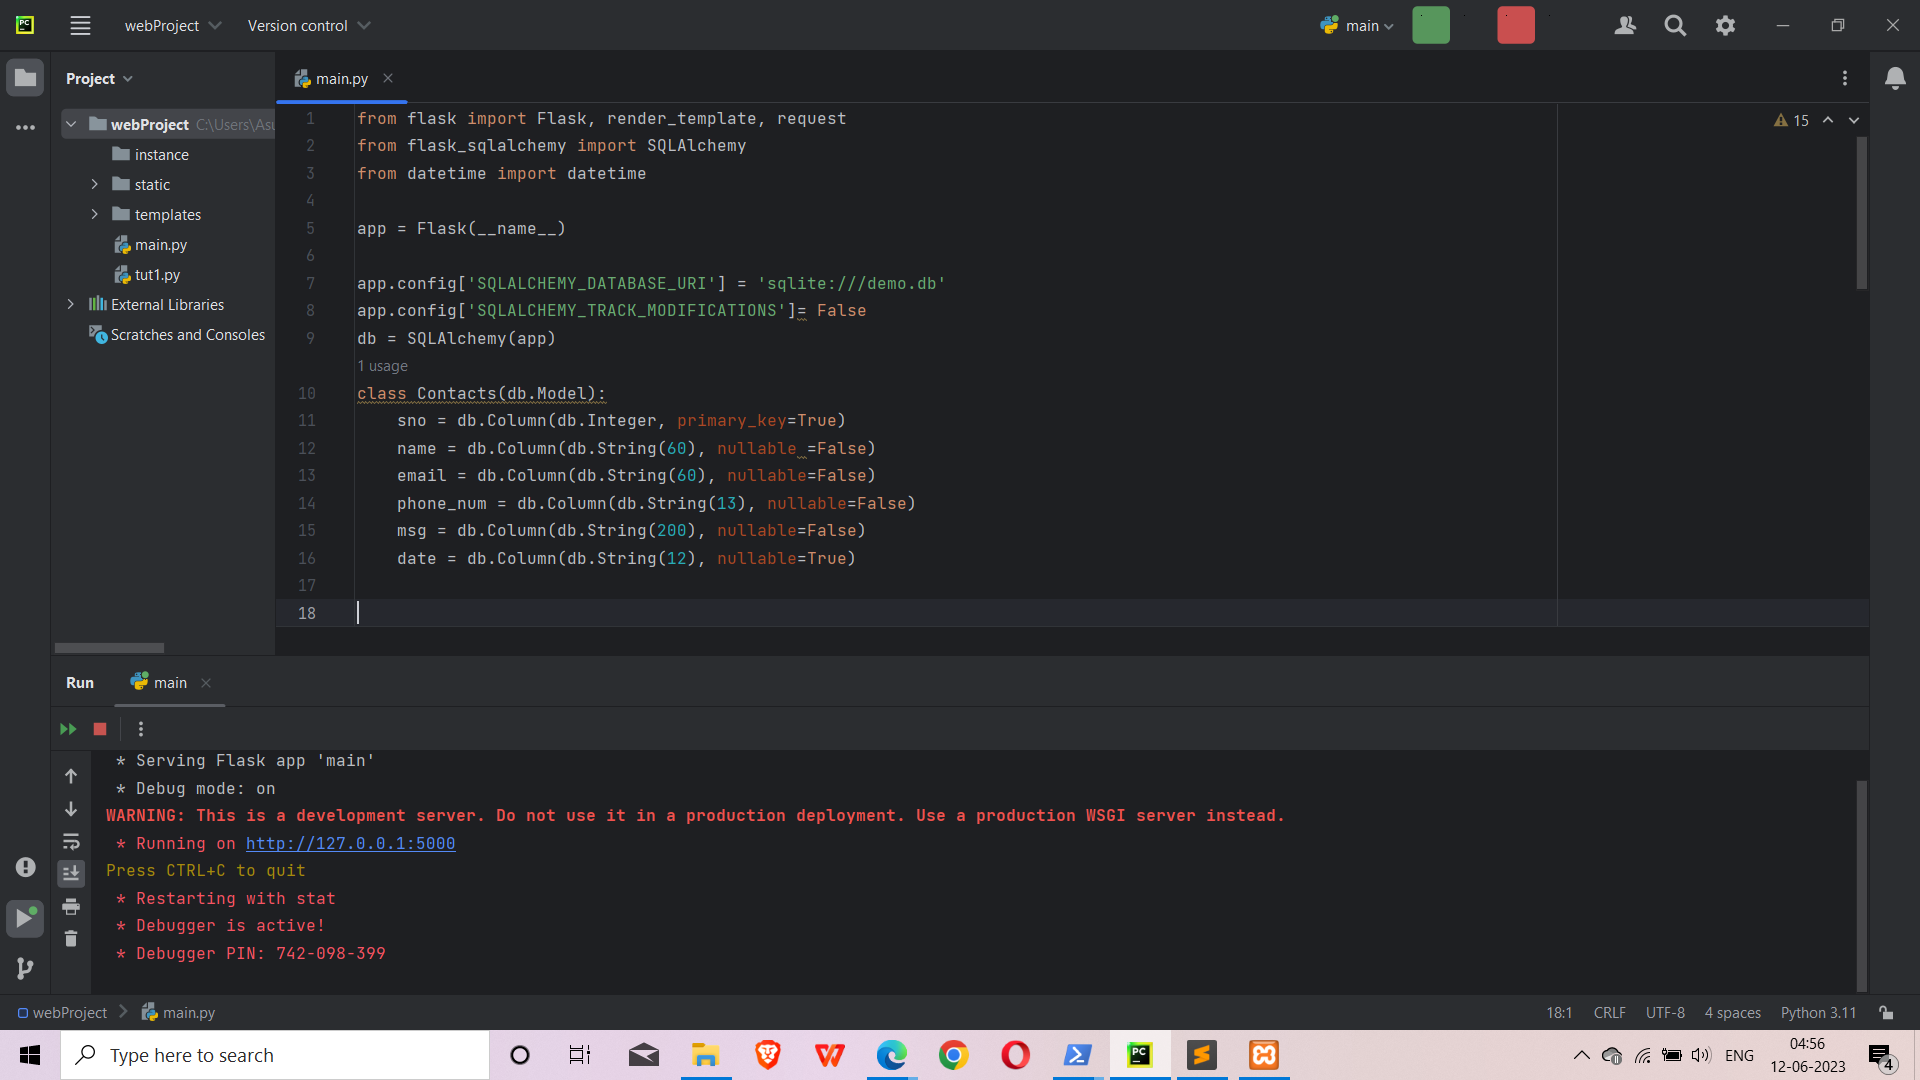 PC
webProject
Version control
main
Project
main.py
webProject C:\Users\Asu
instance
static
templates
main.py
tut1.py
External Libraries
Scratches and Consoles
15
1 from flask import Flask, render_template, request
2 from flask_sqlalchemy import SQLAlchemy
3 from datetime import datetime
4
5 app = Flask(__name__)
6
7 app.config['SQLALCHEMY_DATABASE_URI'] = 'sqlite:///demo.db'
8 app.config['SQLALCHEMY_TRACK_MODIFICATIONS']= False
9 db = SQLAlchemy(app)
1 usage
10 class Contacts(db.Model):
11 sno = db.Column(db.Integer, primary_key=True)
12 name = db.Column(db.String(60), nullable =False)
13 email = db.Column(db.String(60), nullable=False)
14 phone_num = db.Column(db.String(13), nullable=False)
15 msg = db.Column(db.String(200), nullable=False)
16 date = db.Column(db.String(12), nullable=True)
17
18
Run main
* Serving Flask app 'main'
* Debug mode: on
WARNING: This is a development server. Do not use it in a production deployment. Use a production WSGI server instead.
* Running on http://127.0.0.1:5000
Press CTRL+C to quit
* Restarting with stat
* Debugger is active!
* Debugger PIN: 742-098-399
webProject main.py
18:1 CRLF UTF-8 4 spaces Python 3.11
Type here to search
PC
ENG
04:56
12-06-2023
4